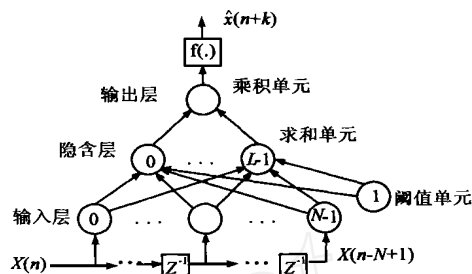 x̂(n+k)
f(.)
输出层 乘积单元
隐含层 0 . . . L-1 求和单元
1 阈值单元
输入层 0 . . . . . . N-1
X(n) ... Z⁻¹ ... Z⁻¹ X(n-N+1)